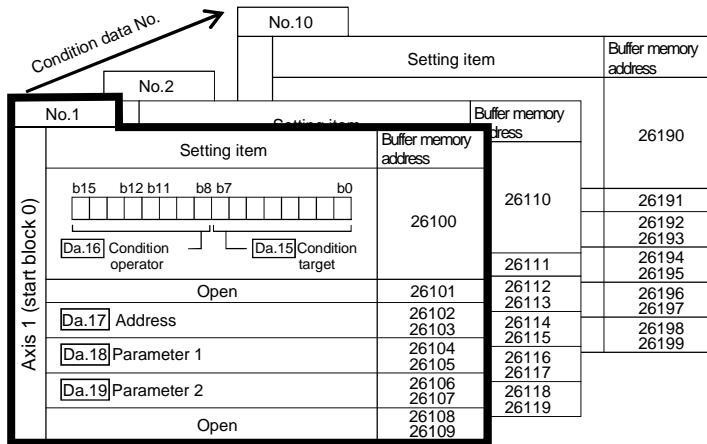 Condition data No.
No.10
Setting item
Buffer memory
address
26190
26191
26192
26193
26194
26195
26196
26197
26198
26199
No.2
Setting item
Buffer memory
address
26110
26111
26112
26113
26114
26115
26116
26117
26118
26119
No.1
Axis 1 (start block 0)
Setting item
Buffer memory
address
b15 b12 b11 b8 b7 b0
Da.16 Condition
operator
Da.15 Condition
target
26100
Open
26101
Da.17 Address
26102
26103
Da.18 Parameter 1
26104
26105
Da.19 Parameter 2
26106
26107
Open
26108
26109